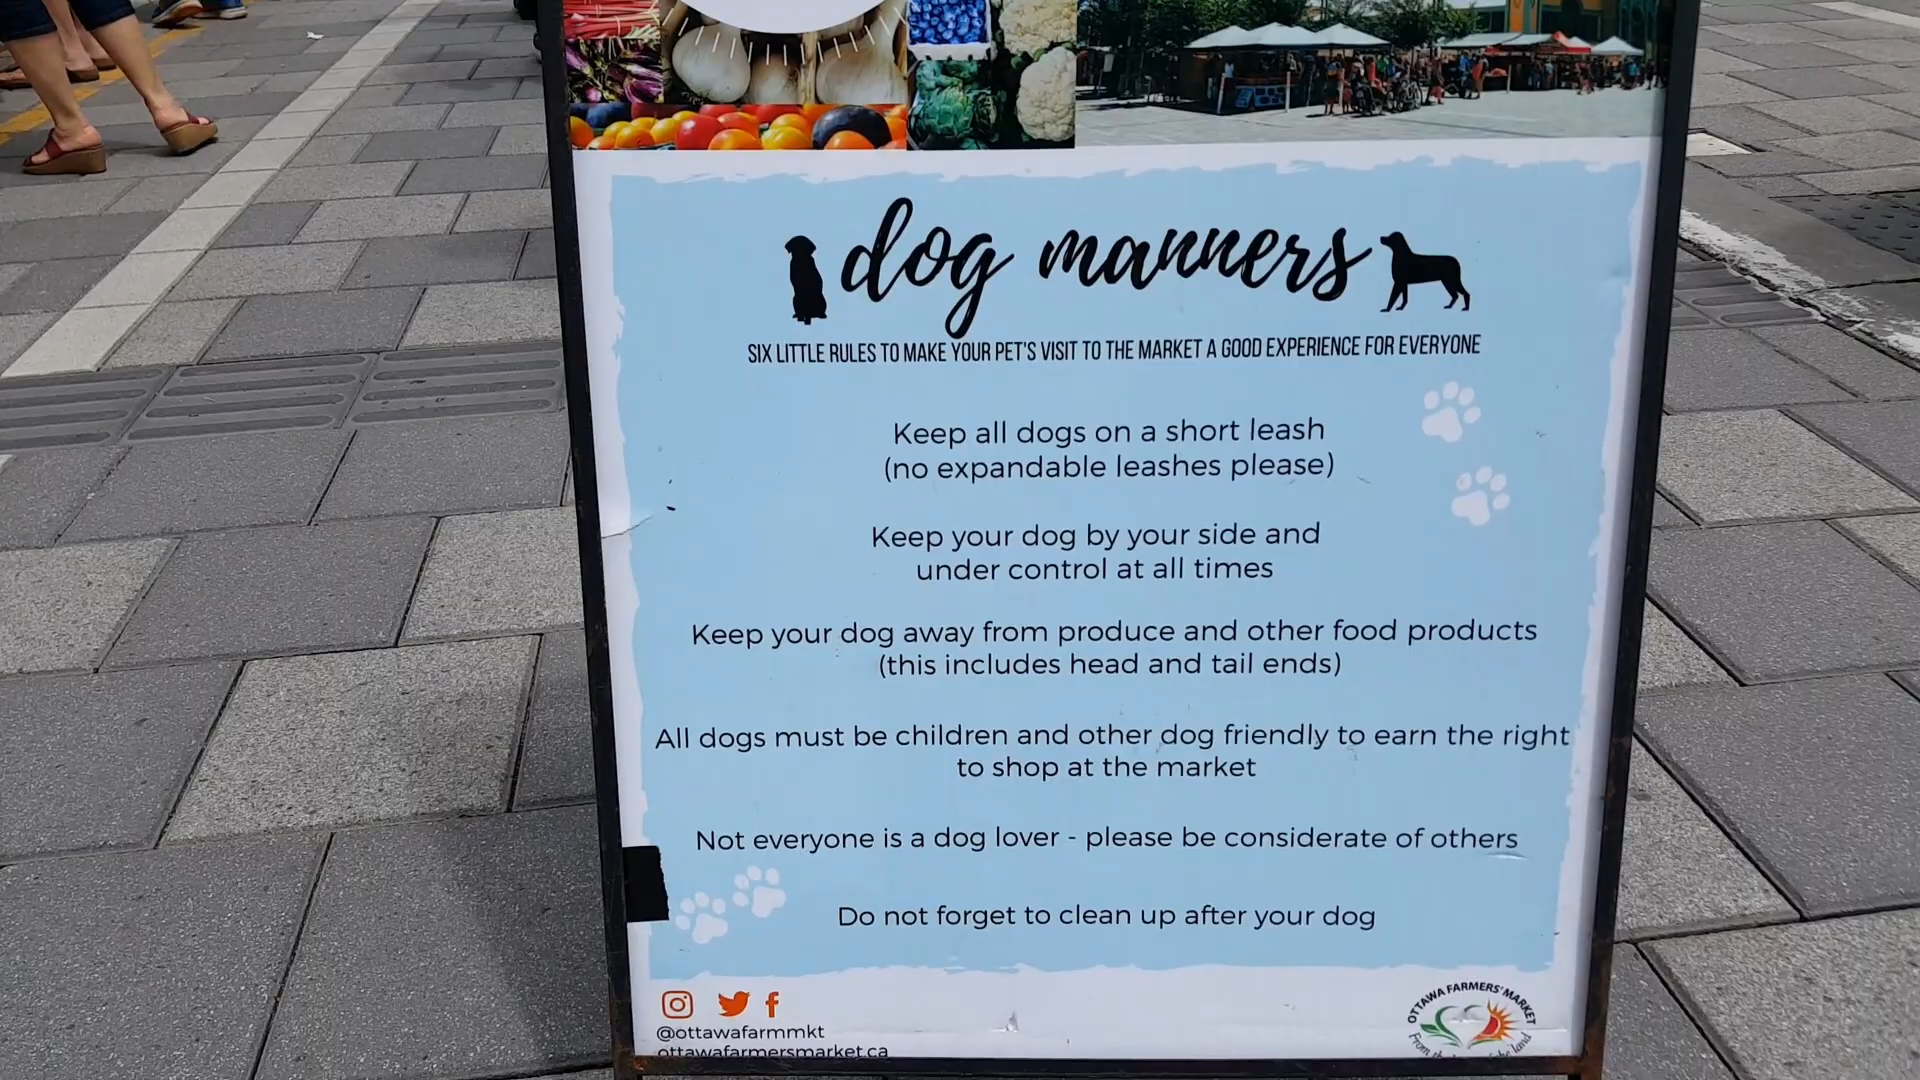 dog manners
SIX LITTLE RULES TO MAKE YOUR PET'S VISIT TO THE MARKET A GOOD EXPERIENCE FOR EVERYONE
Keep all dogs on a short leash
(no expandable leashes please)
Keep your dog by your side and
under control at all times
Keep your dog away from produce and other food products
(this includes head and tail ends)
All dogs must be children and other dog friendly to earn the right
to shop at the market
Not everyone is a dog lover - please be considerate of others
Do not forget to clean up after your dog
@ottawafarmmkt
ottawafarmersmarket.ca
OTTAWA FARMERS' MARKET
From the land